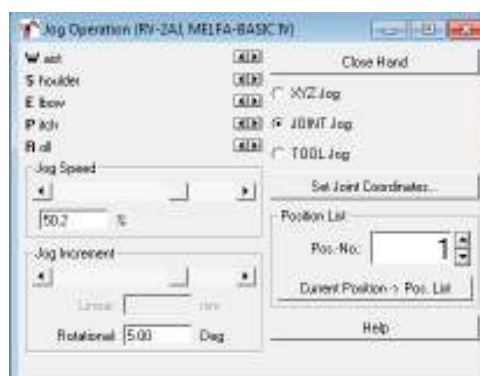 Jog Operation (RV-2AJ, MELFA-BASIC IV)
Waist
Shoulder
Elbow
Pitch
Roll
Jog Speed
50.2 %
Jog Increment
Linear: mm
Rotational: 5.00 Deg
Close Hand
XYZ Jog
JOINT Jog
TOOL Jog
Set Joint Coordinates...
Position List
Pos.-No.: 1
Current Position -> Pos. List
Help